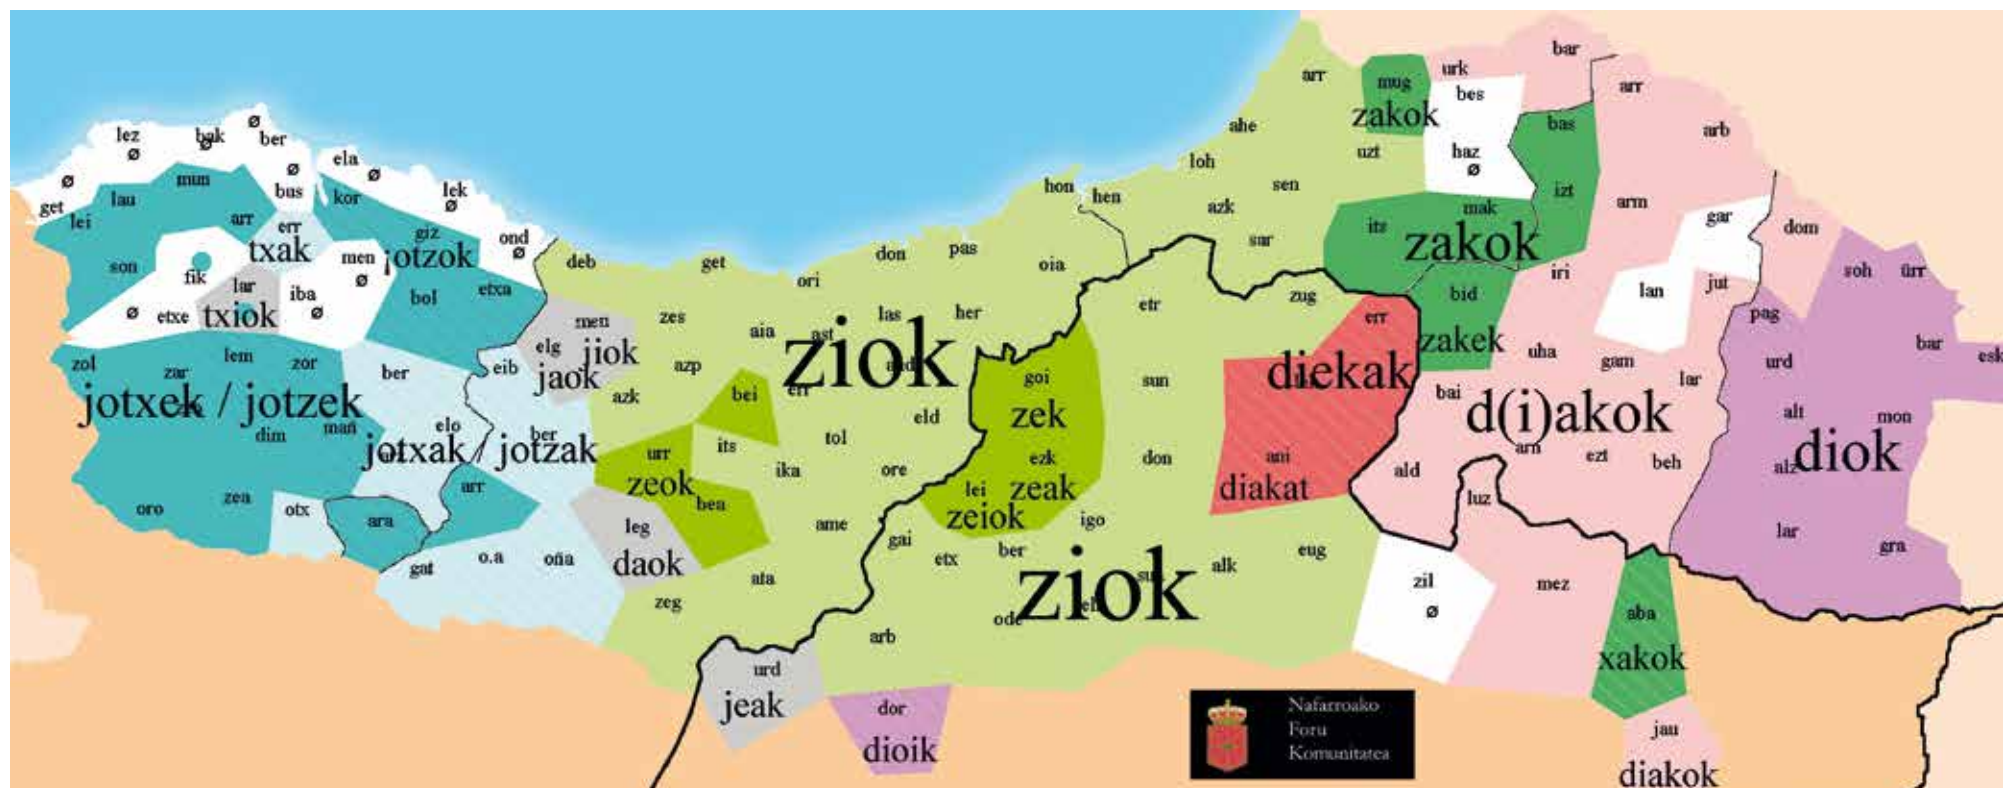 bar
arr
mug
urk
bes
arr
zakok
bas
arb
lez
bak
ø
ber
ø
ø
ahe
uzt
haz
ø
ø
ela
ø
loh
sen
izt
ø
get
mun
bus
kor
lek
ø
hon
hen
azk
arm
lei
lau
arr
err
giz
ond
ø
sur
its
mak
zakok
gar
dom
txak
jotzok
son
fik
men
ø
deb
get
ori
don
pas
oia
iri
soh
ürr
lar
iba
ø
bol
etxa
zug
bid
lan
jut
ø
etxe
txiok
men
zes
aia
ast
las
her
etr
err
zakek
pag
zol
zar
lem
zor
ber
elg
jiok
eib
jaok
azp
ziok
err
goi
sun
diekak
uha
gam
lar
urd
bar
esk
jotxek / jotzek
dim
mañ
elo
azk
bei
eld
zek
bai
d(i)akok
alt
mon
jotxak
ber
jotzak
urr
its
tol
ezk
don
ani
ald
arn
ezt
beh
alz
diok
oro
zea
otx
ara
arr
zeok
bea
ika
ore
lei
zeak
zeiok
igo
diakat
luz
gat
o.a
oña
leg
daok
ame
gai
etx
ber
eug
lar
gra
zeg
ata
ziok
alk
zil
ø
mez
aba
arb
xakok
urd
jeak
dor
dioik
Nafarroako
Foru
Komunitatea
jau
diakok